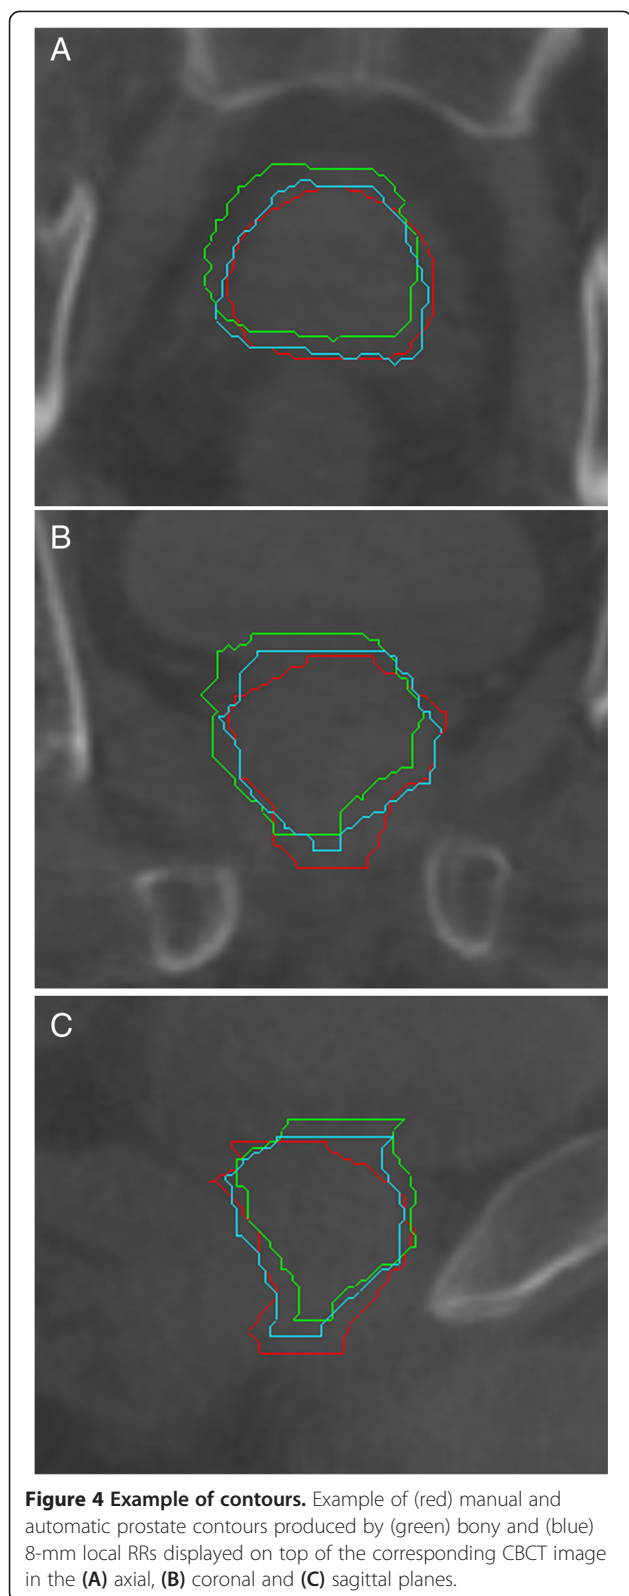 A
B
C
Figure 4 Example of contours. Example of (red) manual and
automatic prostate contours produced by (green) bony and (blue)
8-mm local RRs displayed on top of the corresponding CBCT image
in the (A) axial, (B) coronal and (C) sagittal planes.